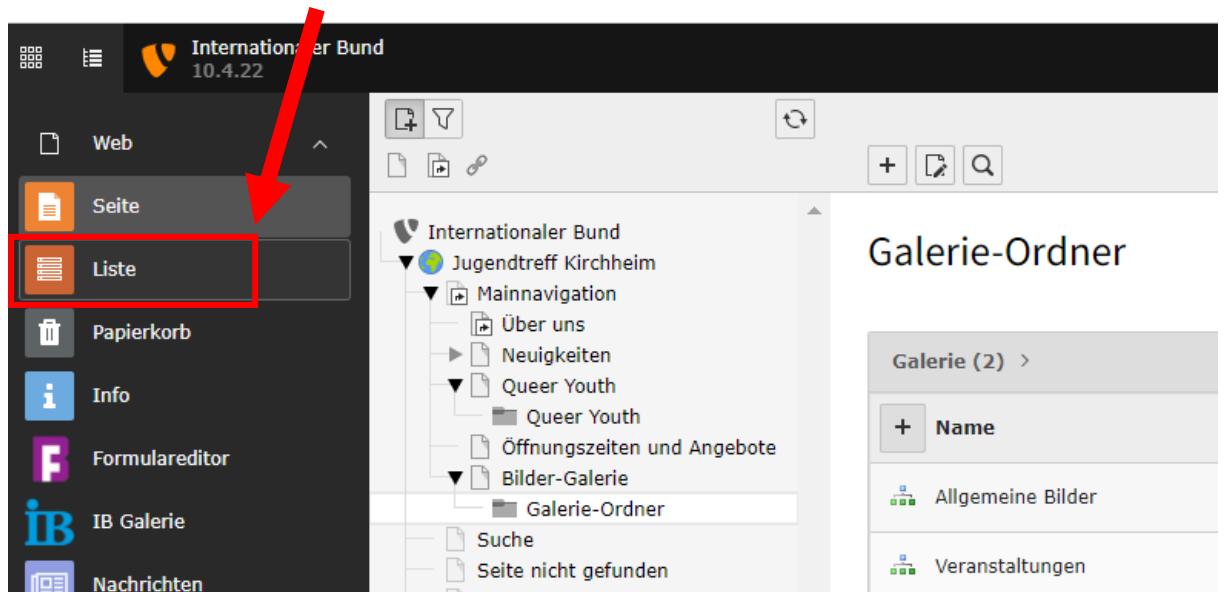 Internationaler Bund
10.4.22
Web
Seite
Liste
Papierkorb
Info
Formulareditor
IB Galerie
Nachrichten
Internationaler Bund
Jugendtreff Kirchheim
Mainnavigation
Über uns
Neuigkeiten
Queer Youth
Queer Youth
Öffnungszeiten und Angebote
Bilder-Galerie
Galerie-Ordner
Suche
Seite nicht gefunden
Galerie-Ordner
Galerie (2)
Name
Allgemeine Bilder
Veranstaltungen